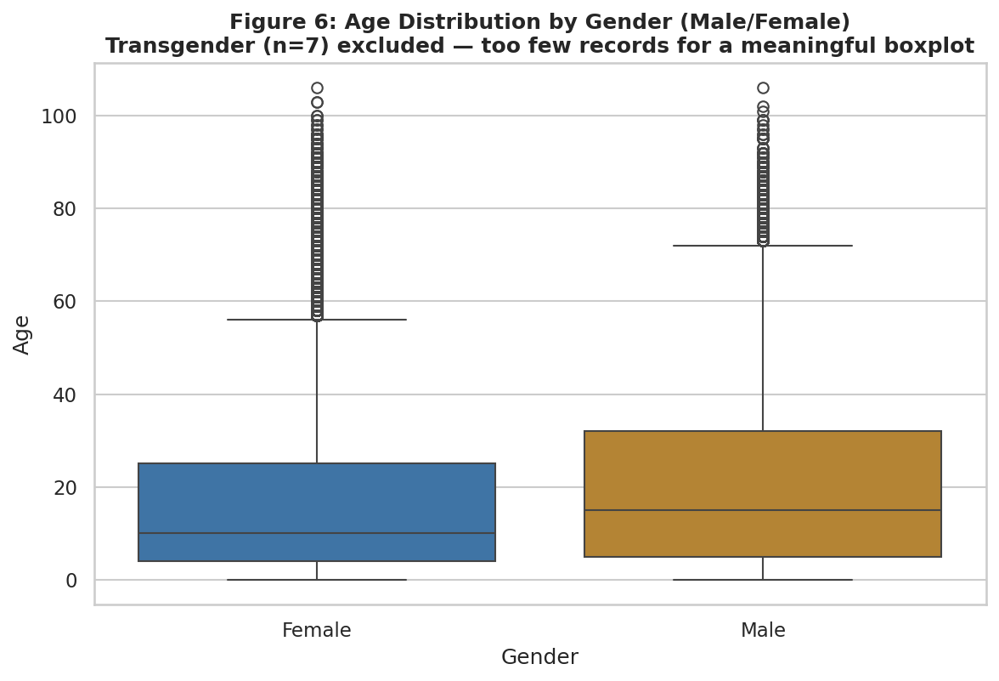 Figure 6: Age Distribution by Gender (Male/Female)
Transgender (n=7) excluded — too few records for a meaningful boxplot
100
80
60
40
20
0
Age
Female
Male
Gender